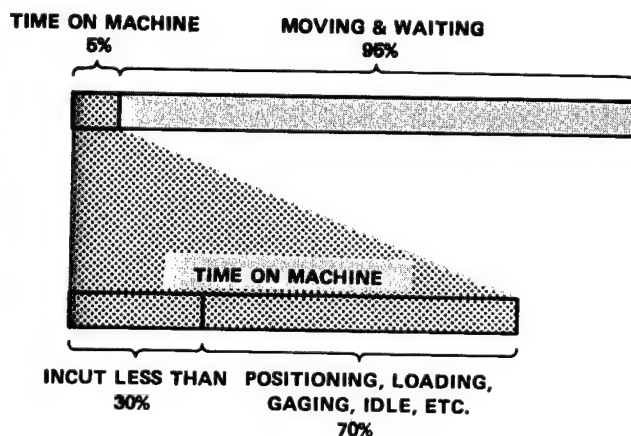 TIME ON MACHINE
5%
MOVING & WAITING
95%
TIME ON MACHINE
INCUT LESS THAN
30%
POSITIONING, LOADING,
GAGING, IDLE, ETC.
70%